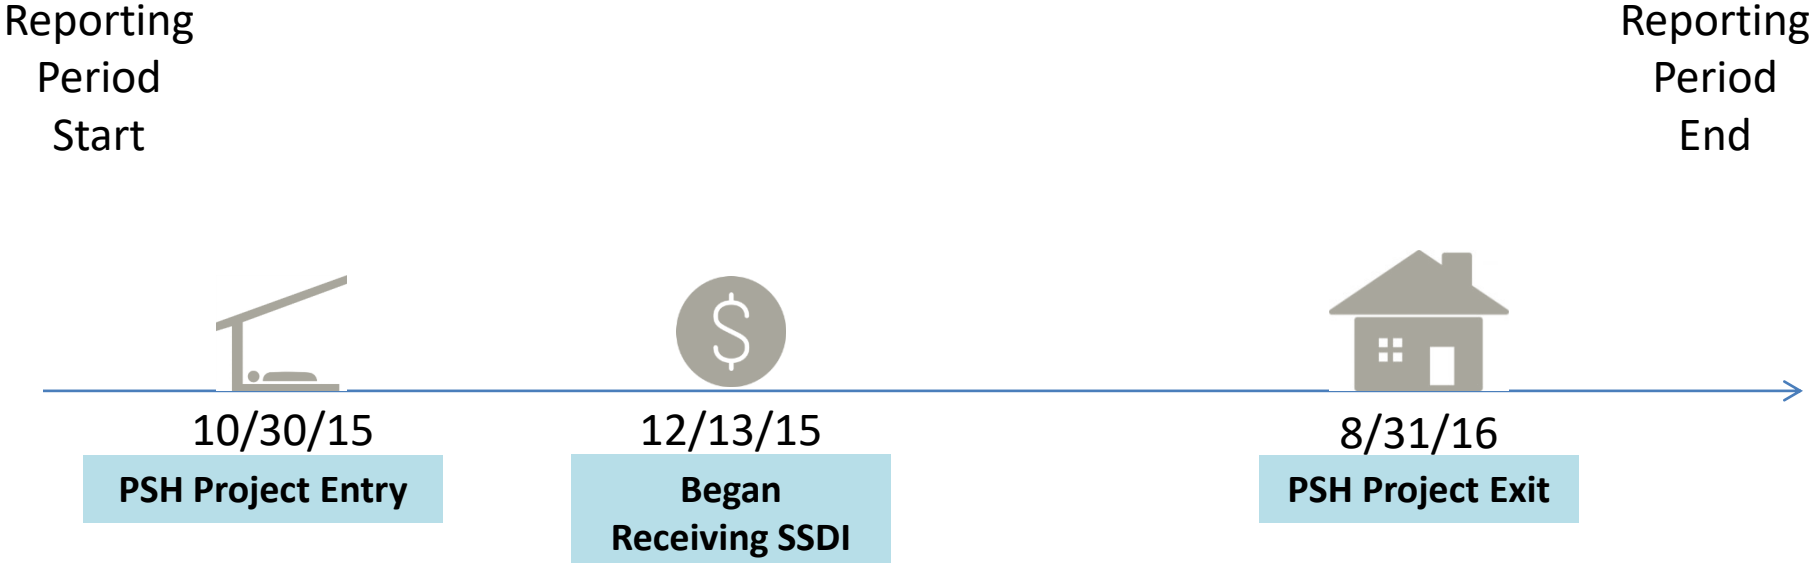 Reporting
Period
Start
Reporting
Period
End
$
10/30/15
PSH Project Entry
12/13/15
Began
Receiving SSDI
8/31/16
PSH Project Exit